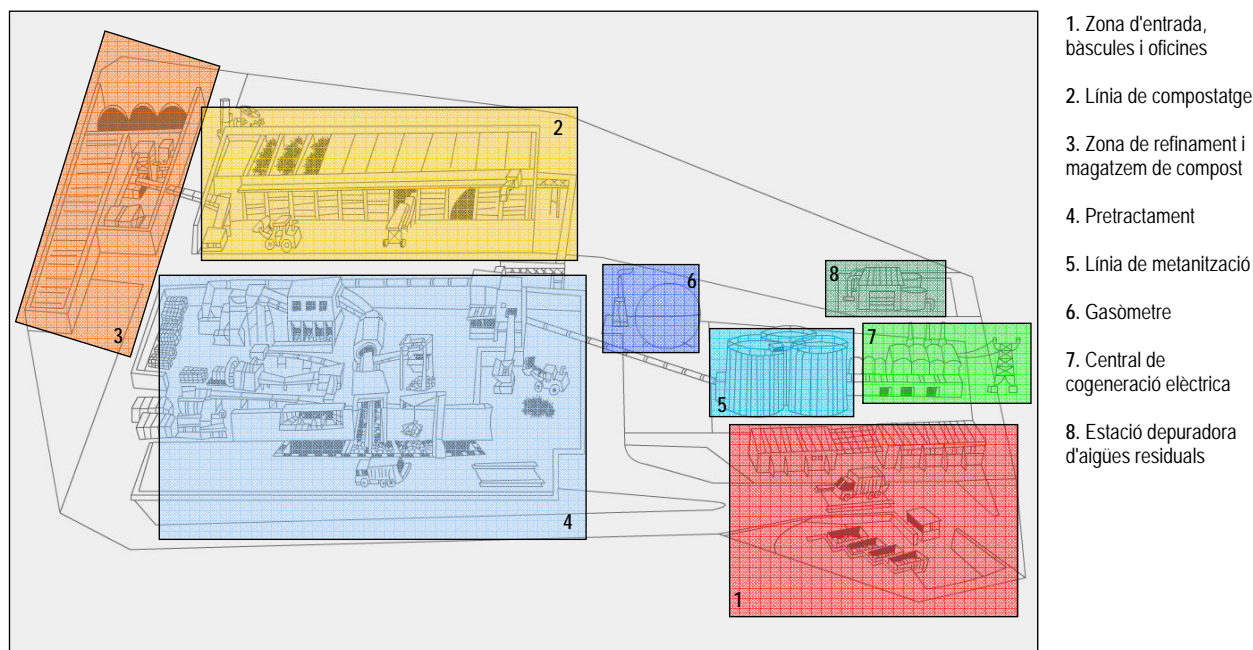 1. Zona d'entrada,
bàscules i oficines
2. Línia de compostatge
3. Zona de refinament i
magatzem de compost
4. Pretractament
5. Línia de metanització
6. Gasòmetre
7. Central de
cogeneració elèctrica
8. Estació depuradora
d'aigües residuals
2
6
8
3
7
5
4
1